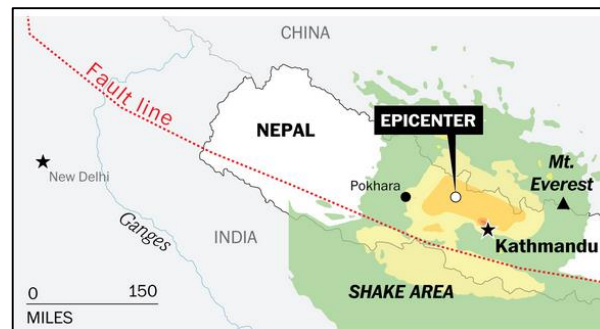 CHINA
Fault line
NEPAL
EPICENTER
Mt.
Everest
New Delhi
Pokhara
Ganges
INDIA
Kathmandu
0 150
MILES
SHAKE AREA